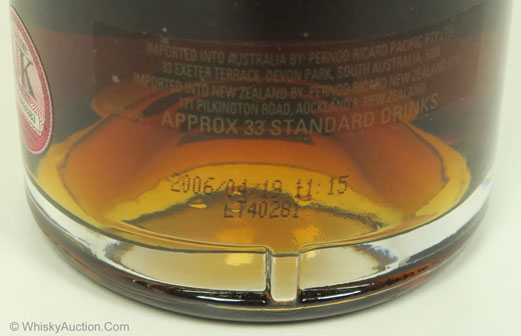 IMPORTED INTO AUSTRALIA BY: PERNOD RICARD PACIFIC PTY LTD
33 EXETER TERRACE, DEVON PARK, SOUTH AUSTRALIA, 5008
IMPORTED INTO NEW ZEALAND BY: PERNOD RICARD NEW ZEALAND LTD
171 PILKINGTON ROAD, AUCKLAND 6 NEW ZEALAND
APPROX 33 STANDARD DRINKS
2006/04/19 11:15
LT40281
© WhiskyAuction.Com